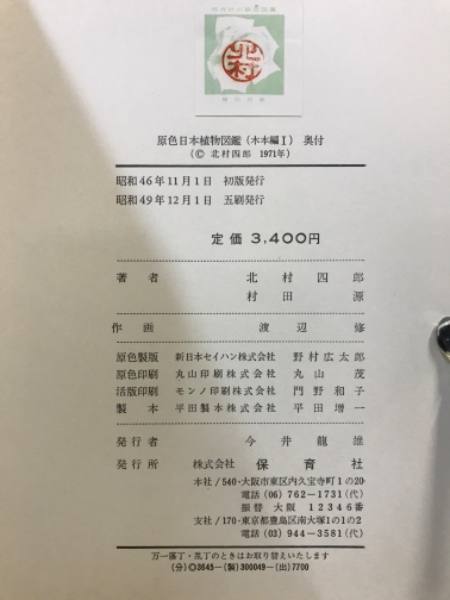 北村
原色日本植物図鑑(木本編Ⅰ) 奥付
(© 北村四郎 1971年)
昭和46年11月1日 初版発行
昭和49年12月1日 五刷発行
定価 3,400円
著者 北村四郎
村田源
作画 渡辺修
原色製版 新日本セイハン株式会社 野村広太郎
原色印刷 丸山印刷株式会社 丸山茂
活版印刷 モンノ印刷株式会社 門野和子
製本 平田製本株式会社 平田増一
発行者 今井龍雄
発行所 株式会社 保育社
本社/540・大阪市東区内久宝寺町1の20
電話 (06) 762―1731(代)
振替 大阪 12346番
支社/170・東京都豊島区南大塚1の1の2
電話 (03) 944―3581(代)
万一落丁・乱丁のときはお取り替えいたします
(分)◎3645―(製)300049―(出)7700